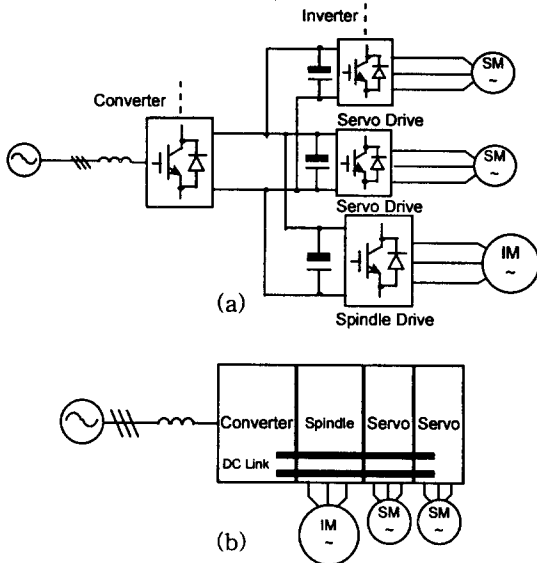 Inverter
SM
~
Converter
Servo Drive
SM
~
Servo Drive
IM
~
Spindle Drive
(a)
Converter
Spindle
Servo
Servo
DC Link
IM
~
SM
~
SM
~
(b)